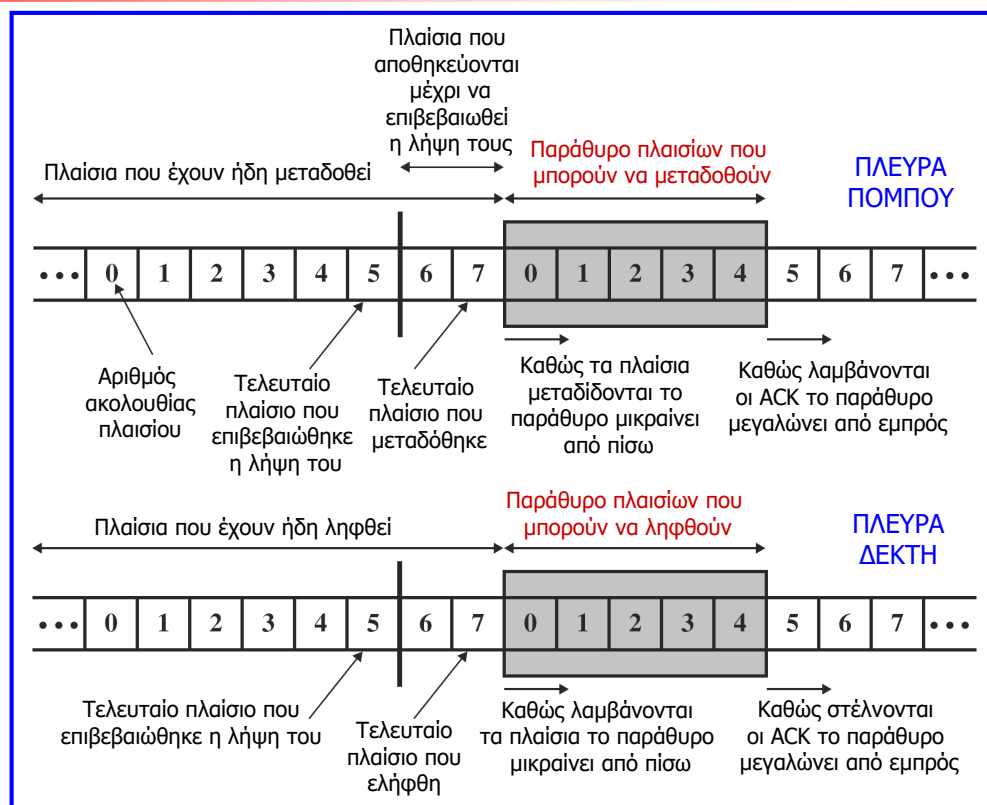 Πλαίσια που
αποθηκεύονται
μέχρι να
επιβεβαιωθεί
η λήψη τους
Πλαίσια που έχουν ήδη μεταδοθεί
Παράθυρο πλαισίων που
μπορούν να μεταδοθούν
ΠΛΕΥΡΑ
ΠΟΜΠΟΥ
••• 0 1 2 3 4 5 6 7 0 1 2 3 4 5 6 7 •••
Αριθμός
ακολουθίας
πλαισίου
Τελευταίο
πλαίσιο που
επιβεβαιώθηκε
η λήψη του
Τελευταίο
πλαίσιο που
μεταδόθηκε
Καθώς τα πλαίσια
μεταδίδονται το
παράθυρο μικραίνει
από πίσω
Καθώς λαμβάνονται
οι ACK το παράθυρο
μεγαλώνει από εμπρός
Πλαίσια που έχουν ήδη ληφθεί
Παράθυρο πλαισίων που
μπορούν να ληφθούν
ΠΛΕΥΡΑ
ΔΕΚΤΗ
••• 0 1 2 3 4 5 6 7 0 1 2 3 4 5 6 7 •••
Τελευταίο πλαίσιο που
επιβεβαιώθηκε η λήψη του
Τελευταίο
πλαίσιο που
ελήφθη
Καθώς λαμβάνονται
τα πλαίσια το παράθυρο
μικραίνει από πίσω
Καθώς στέλνονται
οι ACK το παράθυρο
μεγαλώνει από εμπρός